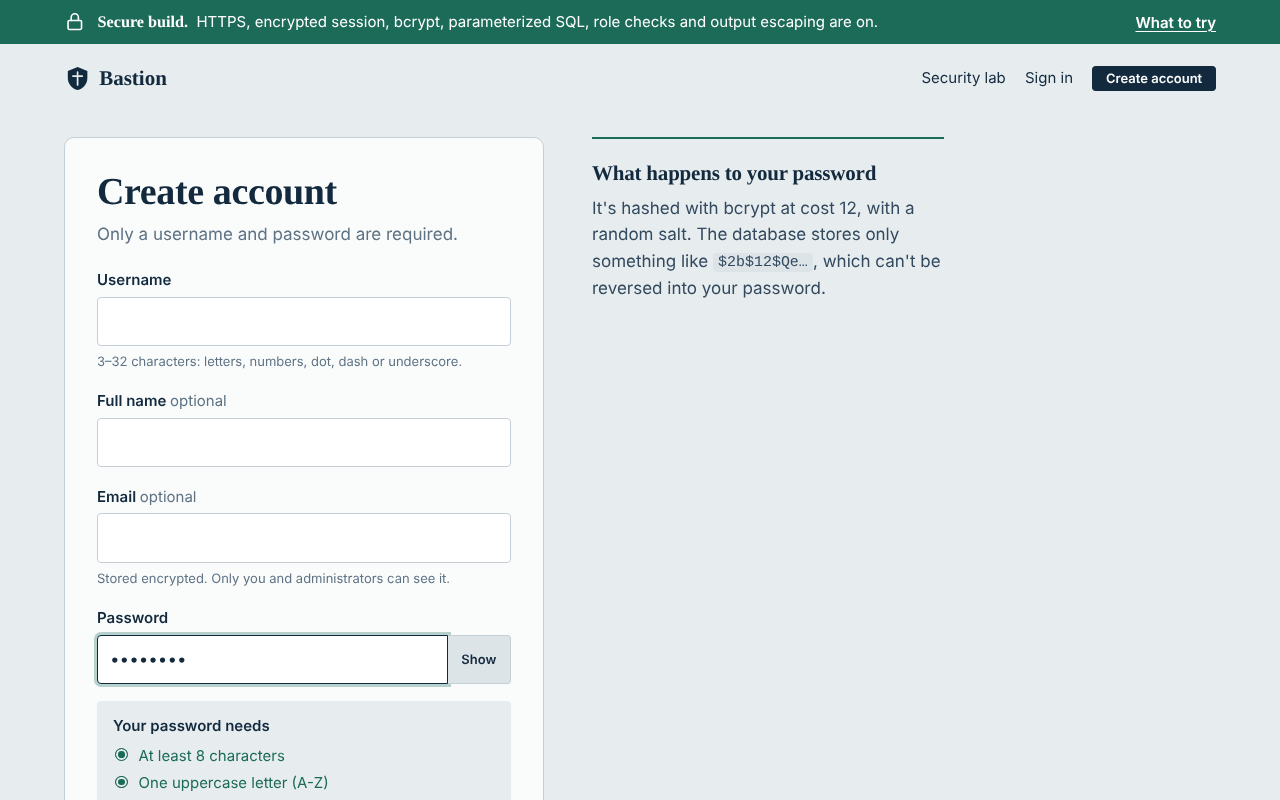 Secure build. HTTPS, encrypted session, bcrypt, parameterized SQL, role checks and output escaping are on.
What to try
Bastion
Security lab
Sign in
Create account
Create account
Only a username and password are required.
Username
3–32 characters: letters, numbers, dot, dash or underscore.
Full name optional
Email optional
Stored encrypted. Only you and administrators can see it.
Password
••••••••
Show
Your password needs
At least 8 characters
One uppercase letter (A-Z)
What happens to your password
It's hashed with bcrypt at cost 12, with a
random salt. The database stores only
something like $2b$12$Qe…, which can't be
reversed into your password.